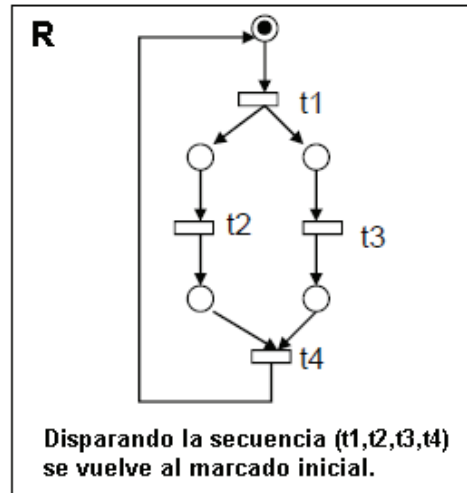 R
t1
t2
t3
t4
Disparando la secuencia (t1,t2,t3,t4)
se vuelve al marcado inicial.